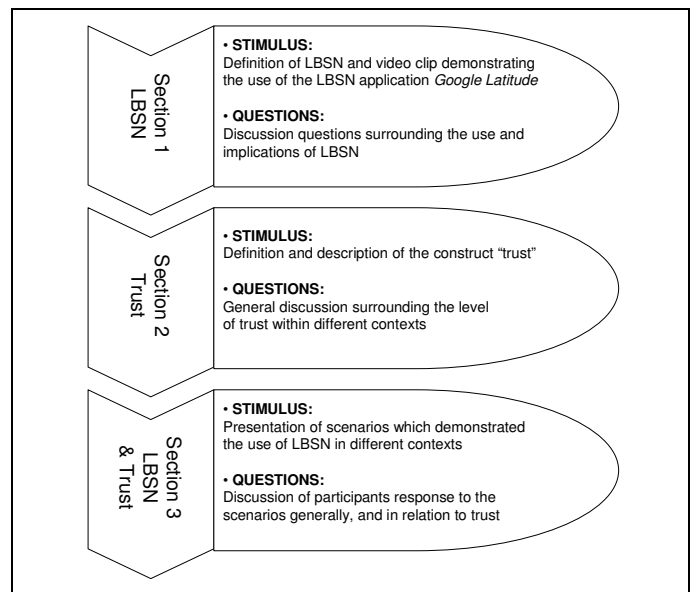 Section 1
LBSN
• STIMULUS:
Definition of LBSN and video clip demonstrating
the use of the LBSN application Google Latitude
• QUESTIONS:
Discussion questions surrounding the use and
implications of LBSN
Section 2
Trust
• STIMULUS:
Definition and description of the construct “trust”
• QUESTIONS:
General discussion surrounding the level
of trust within different contexts
Section 3
LBSN
& Trust
• STIMULUS:
Presentation of scenarios which demonstrated
the use of LBSN in different contexts
• QUESTIONS:
Discussion of participants response to the
scenarios generally, and in relation to trust